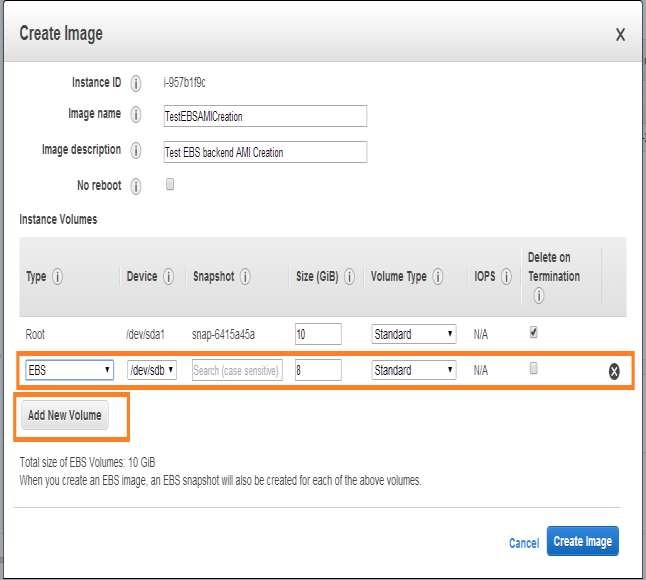 Create Image X
Instance ID i i-957b1f9c
Image name i TestEBSAMICreation
Image description i Test EBS backend AMI Creation
No reboot i
Instance Volumes
Type i Device i Snapshot i Size (GiB) i Volume Type i IOPS i Delete on
Termination
i
Root /dev/sda1 snap-6415a45a 10 Standard N/A
EBS /dev/sdb Search (case sensitive) 8 Standard N/A
Add New Volume
Total size of EBS Volumes: 10 GiB
When you create an EBS image, an EBS snapshot will also be created for each of the above volumes.
Cancel Create Image